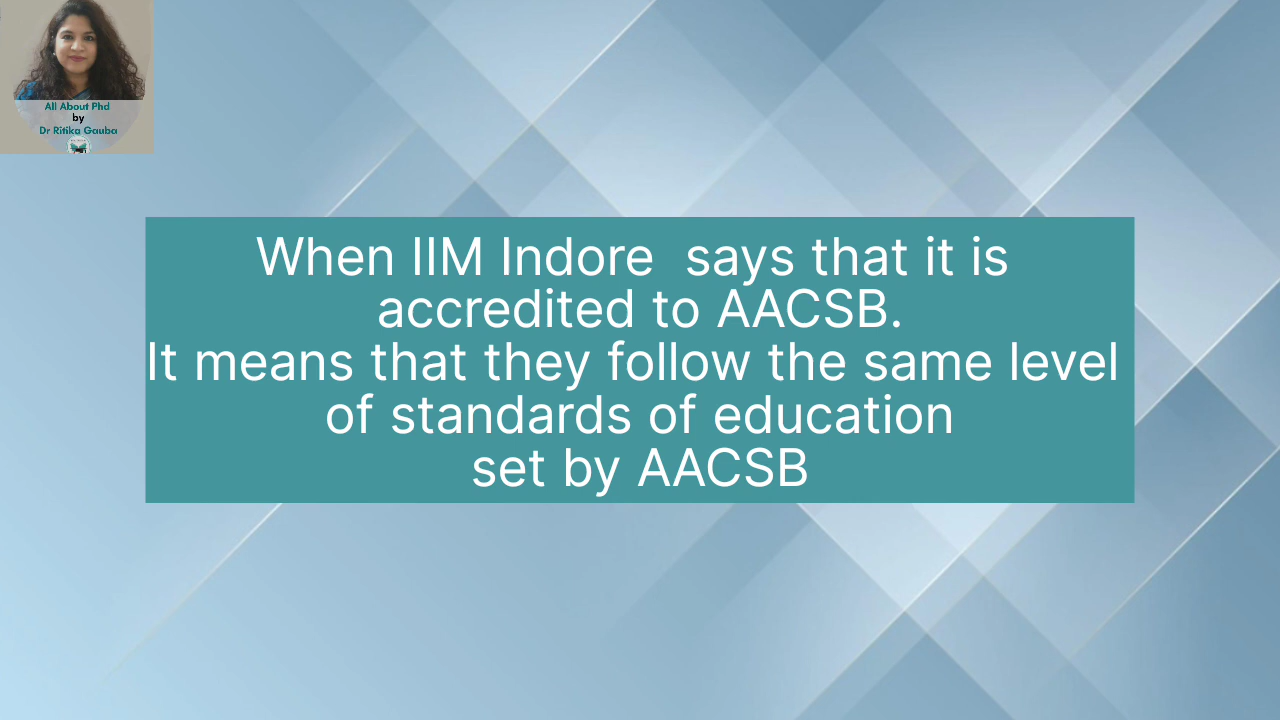 All About Phd
by
Dr Ritika Gauba
When IIM Indore  says that it is
accredited to AACSB.
It means that they follow the same level
of standards of education
set by AACSB